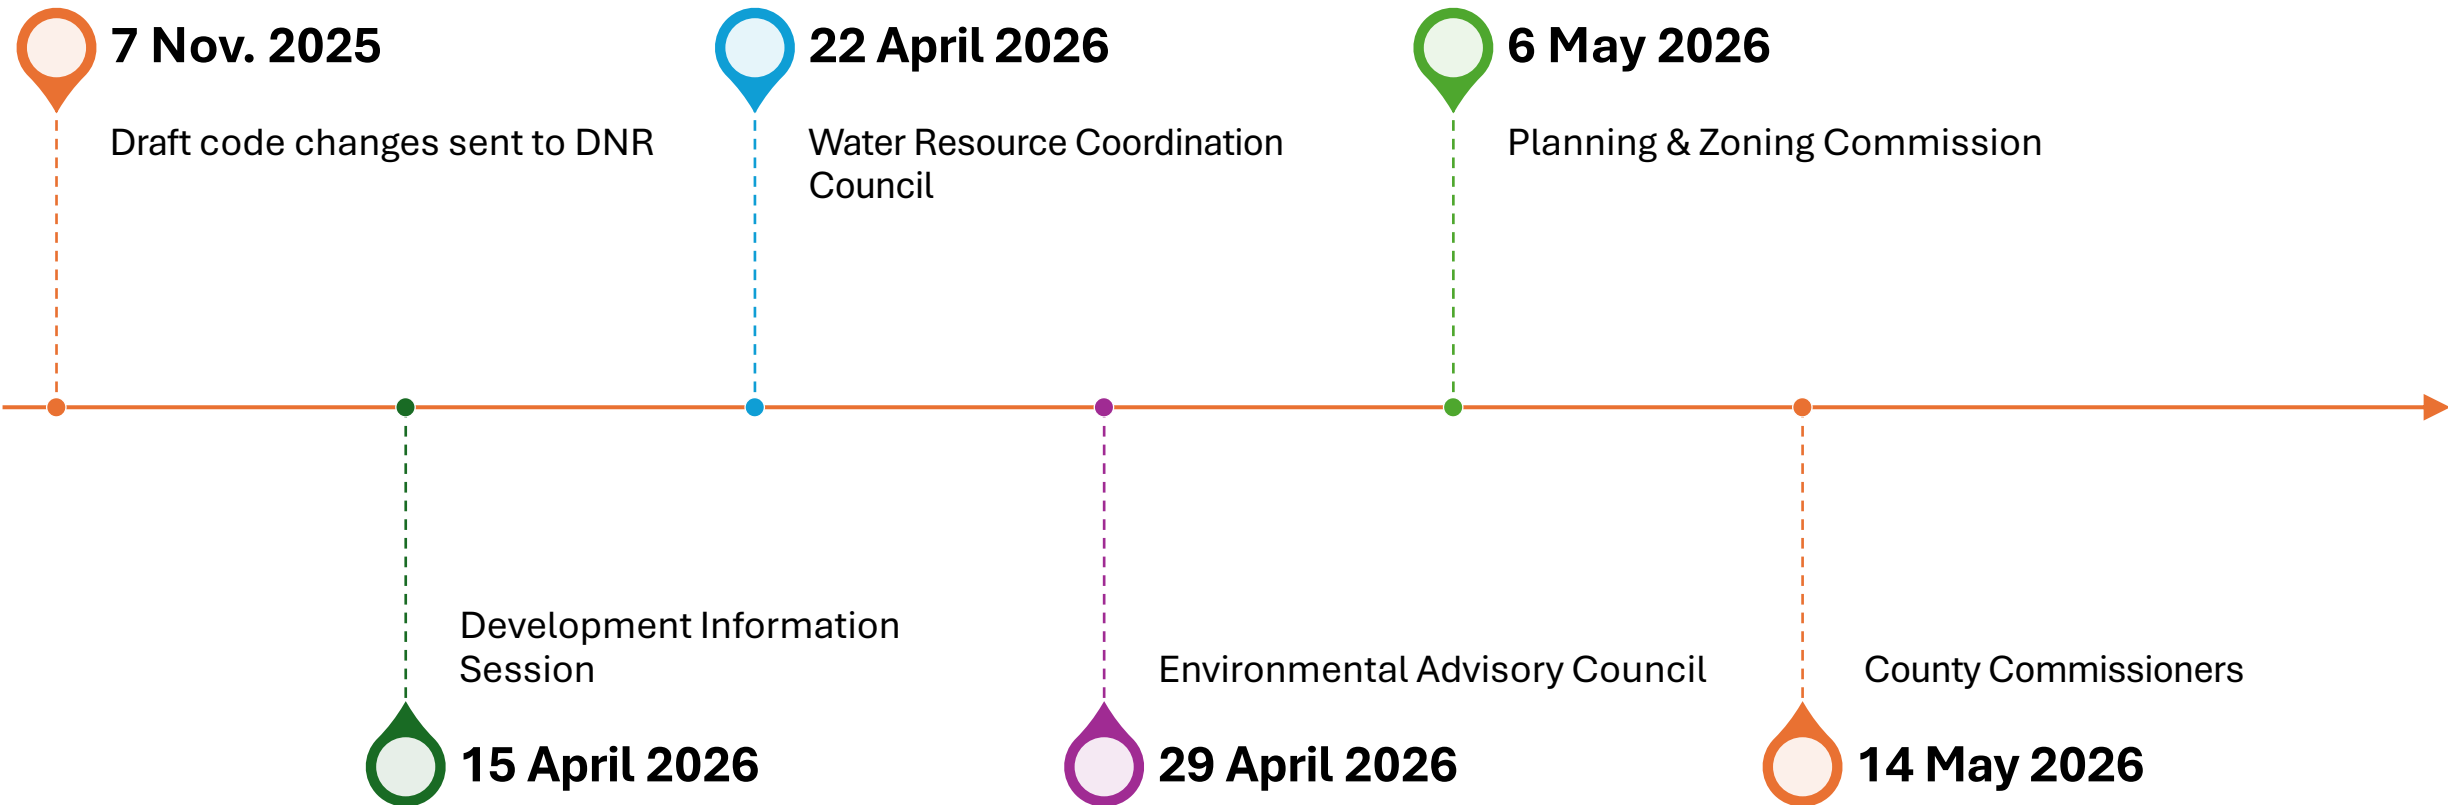 7 Nov. 2025
Draft code changes sent to DNR
22 April 2026
Water Resource Coordination
Council
6 May 2026
Planning & Zoning Commission
Development Information
Session
15 April 2026
Environmental Advisory Council
29 April 2026
County Commissioners
14 May 2026